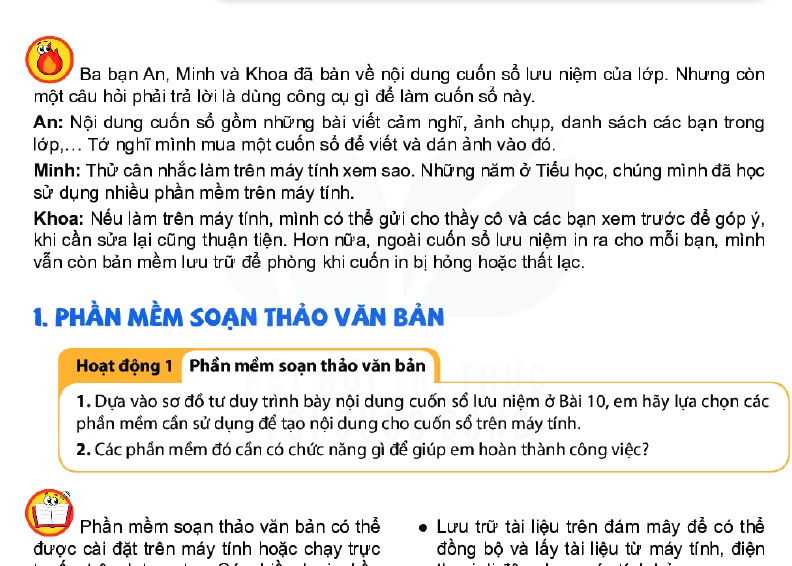 Ba bạn An, Minh và Khoa đã bàn về nội dung cuốn sổ lưu niệm của lớp. Nhưng còn
một câu hỏi phải trả lời là dùng công cụ gì để làm cuốn sổ này.
An: Nội dung cuốn sổ gồm những bài viết cảm nghĩ, ảnh chụp, danh sách các bạn trong
lớp,… Tớ nghĩ mình mua một cuốn sổ để viết và dán ảnh vào đó.
Minh: Thử cân nhắc làm trên máy tính xem sao. Những năm ở Tiểu học, chúng mình đã học
sử dụng nhiều phần mềm trên máy tính.
Khoa: Nếu làm trên máy tính, mình có thể gửi cho thầy cô và các bạn xem trước để góp ý,
khi cần sửa lại cũng thuận tiện. Hơn nữa, ngoài cuốn sổ lưu niệm in ra cho mỗi bạn, mình
vẫn còn bản mềm lưu trữ để phòng khi cuốn in bị hỏng hoặc thất lạc.
1. PHẦN MỀM SOẠN THẢO VĂN BẢN
Hoạt động 1 Phần mềm soạn thảo văn bản
1. Dựa vào sơ đồ tư duy trình bày nội dung cuốn sổ lưu niệm ở Bài 10, em hãy lựa chọn các
phần mềm cần sử dụng để tạo nội dung cho cuốn sổ trên máy tính.
2. Các phần mềm đó cần có chức năng gì để giúp em hoàn thành công việc?
Phần mềm soạn thảo văn bản có thể
được cài đặt trên máy tính hoặc chạy trực
• Lưu trữ tài liệu trên đám mây để có thể
đồng bộ và lấy tài liệu từ máy tính, điện